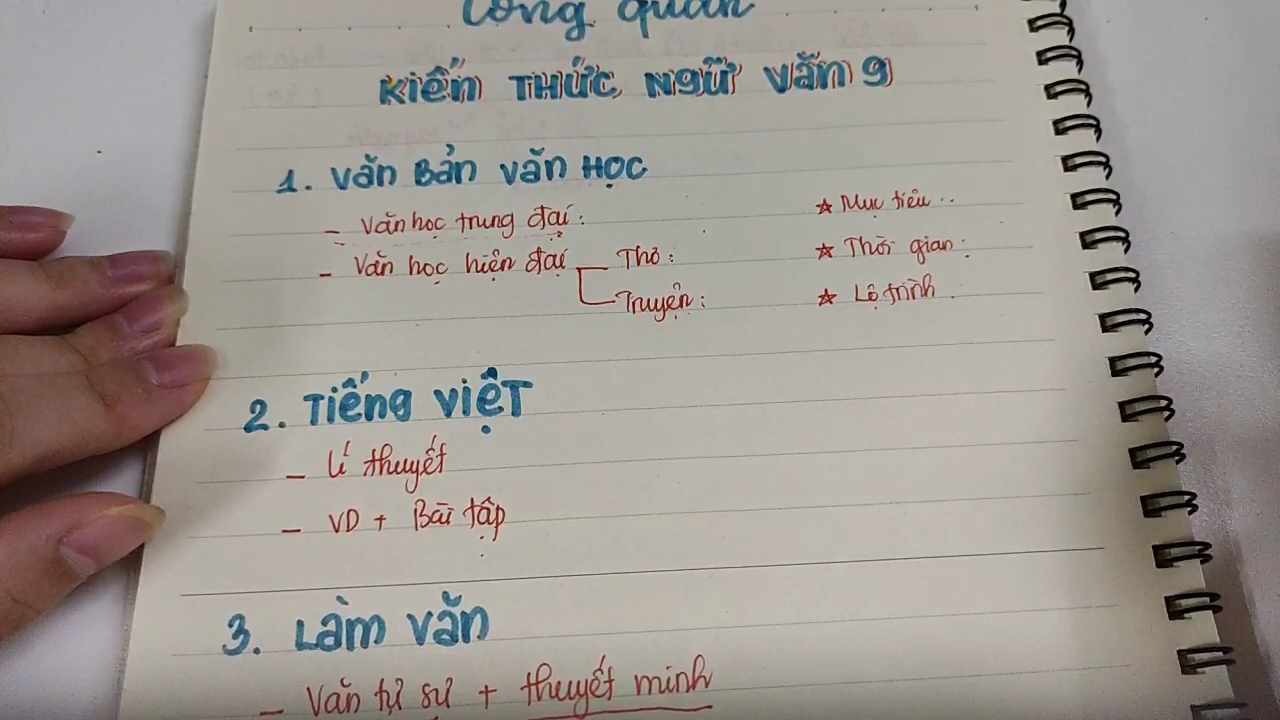 Tổng quan
KIẾN THỨC NGỮ VĂN 9
1. VĂN BẢN VĂN HỌC
- Văn học trung đại:
- Văn học hiện đại
Thơ:
Truyện:
☆ Mục tiêu ..
☆ Thời gian:
☆ Lộ trình.
2. TIẾNG VIỆT
- Lí thuyết
- VD + Bài tập
3. LÀM VĂN
- Văn tự sự + thuyết minh